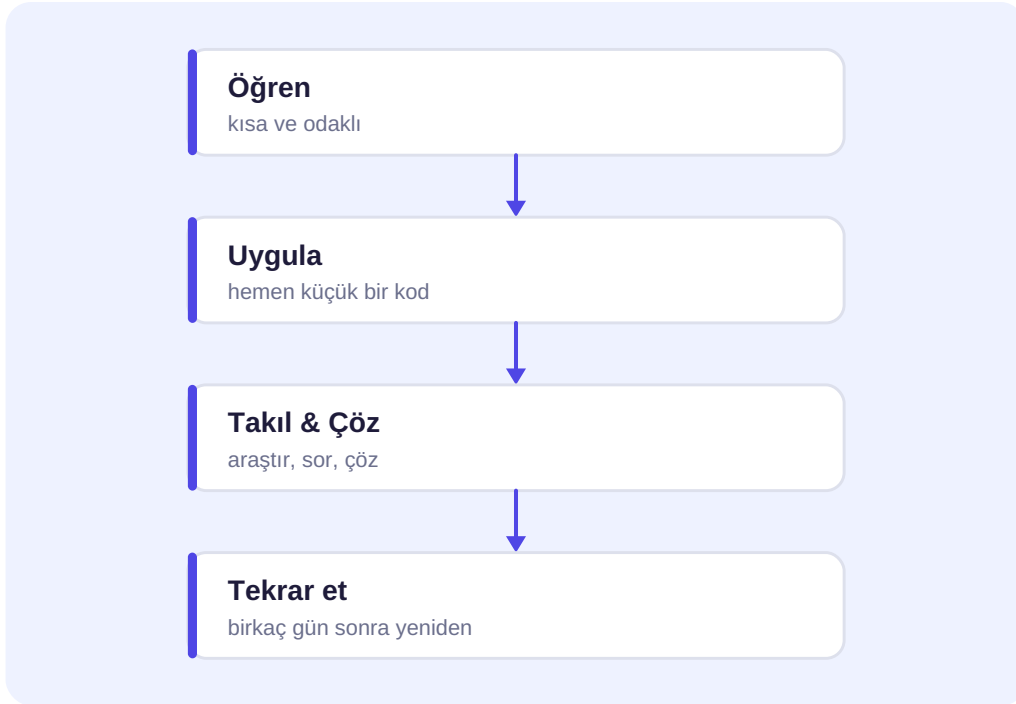 Öğren
kısa ve odaklı
Uygula
hemen küçük bir kod
Takıl & Çöz
araştır, sor, çöz
Tekrar et
birkaç gün sonra yeniden